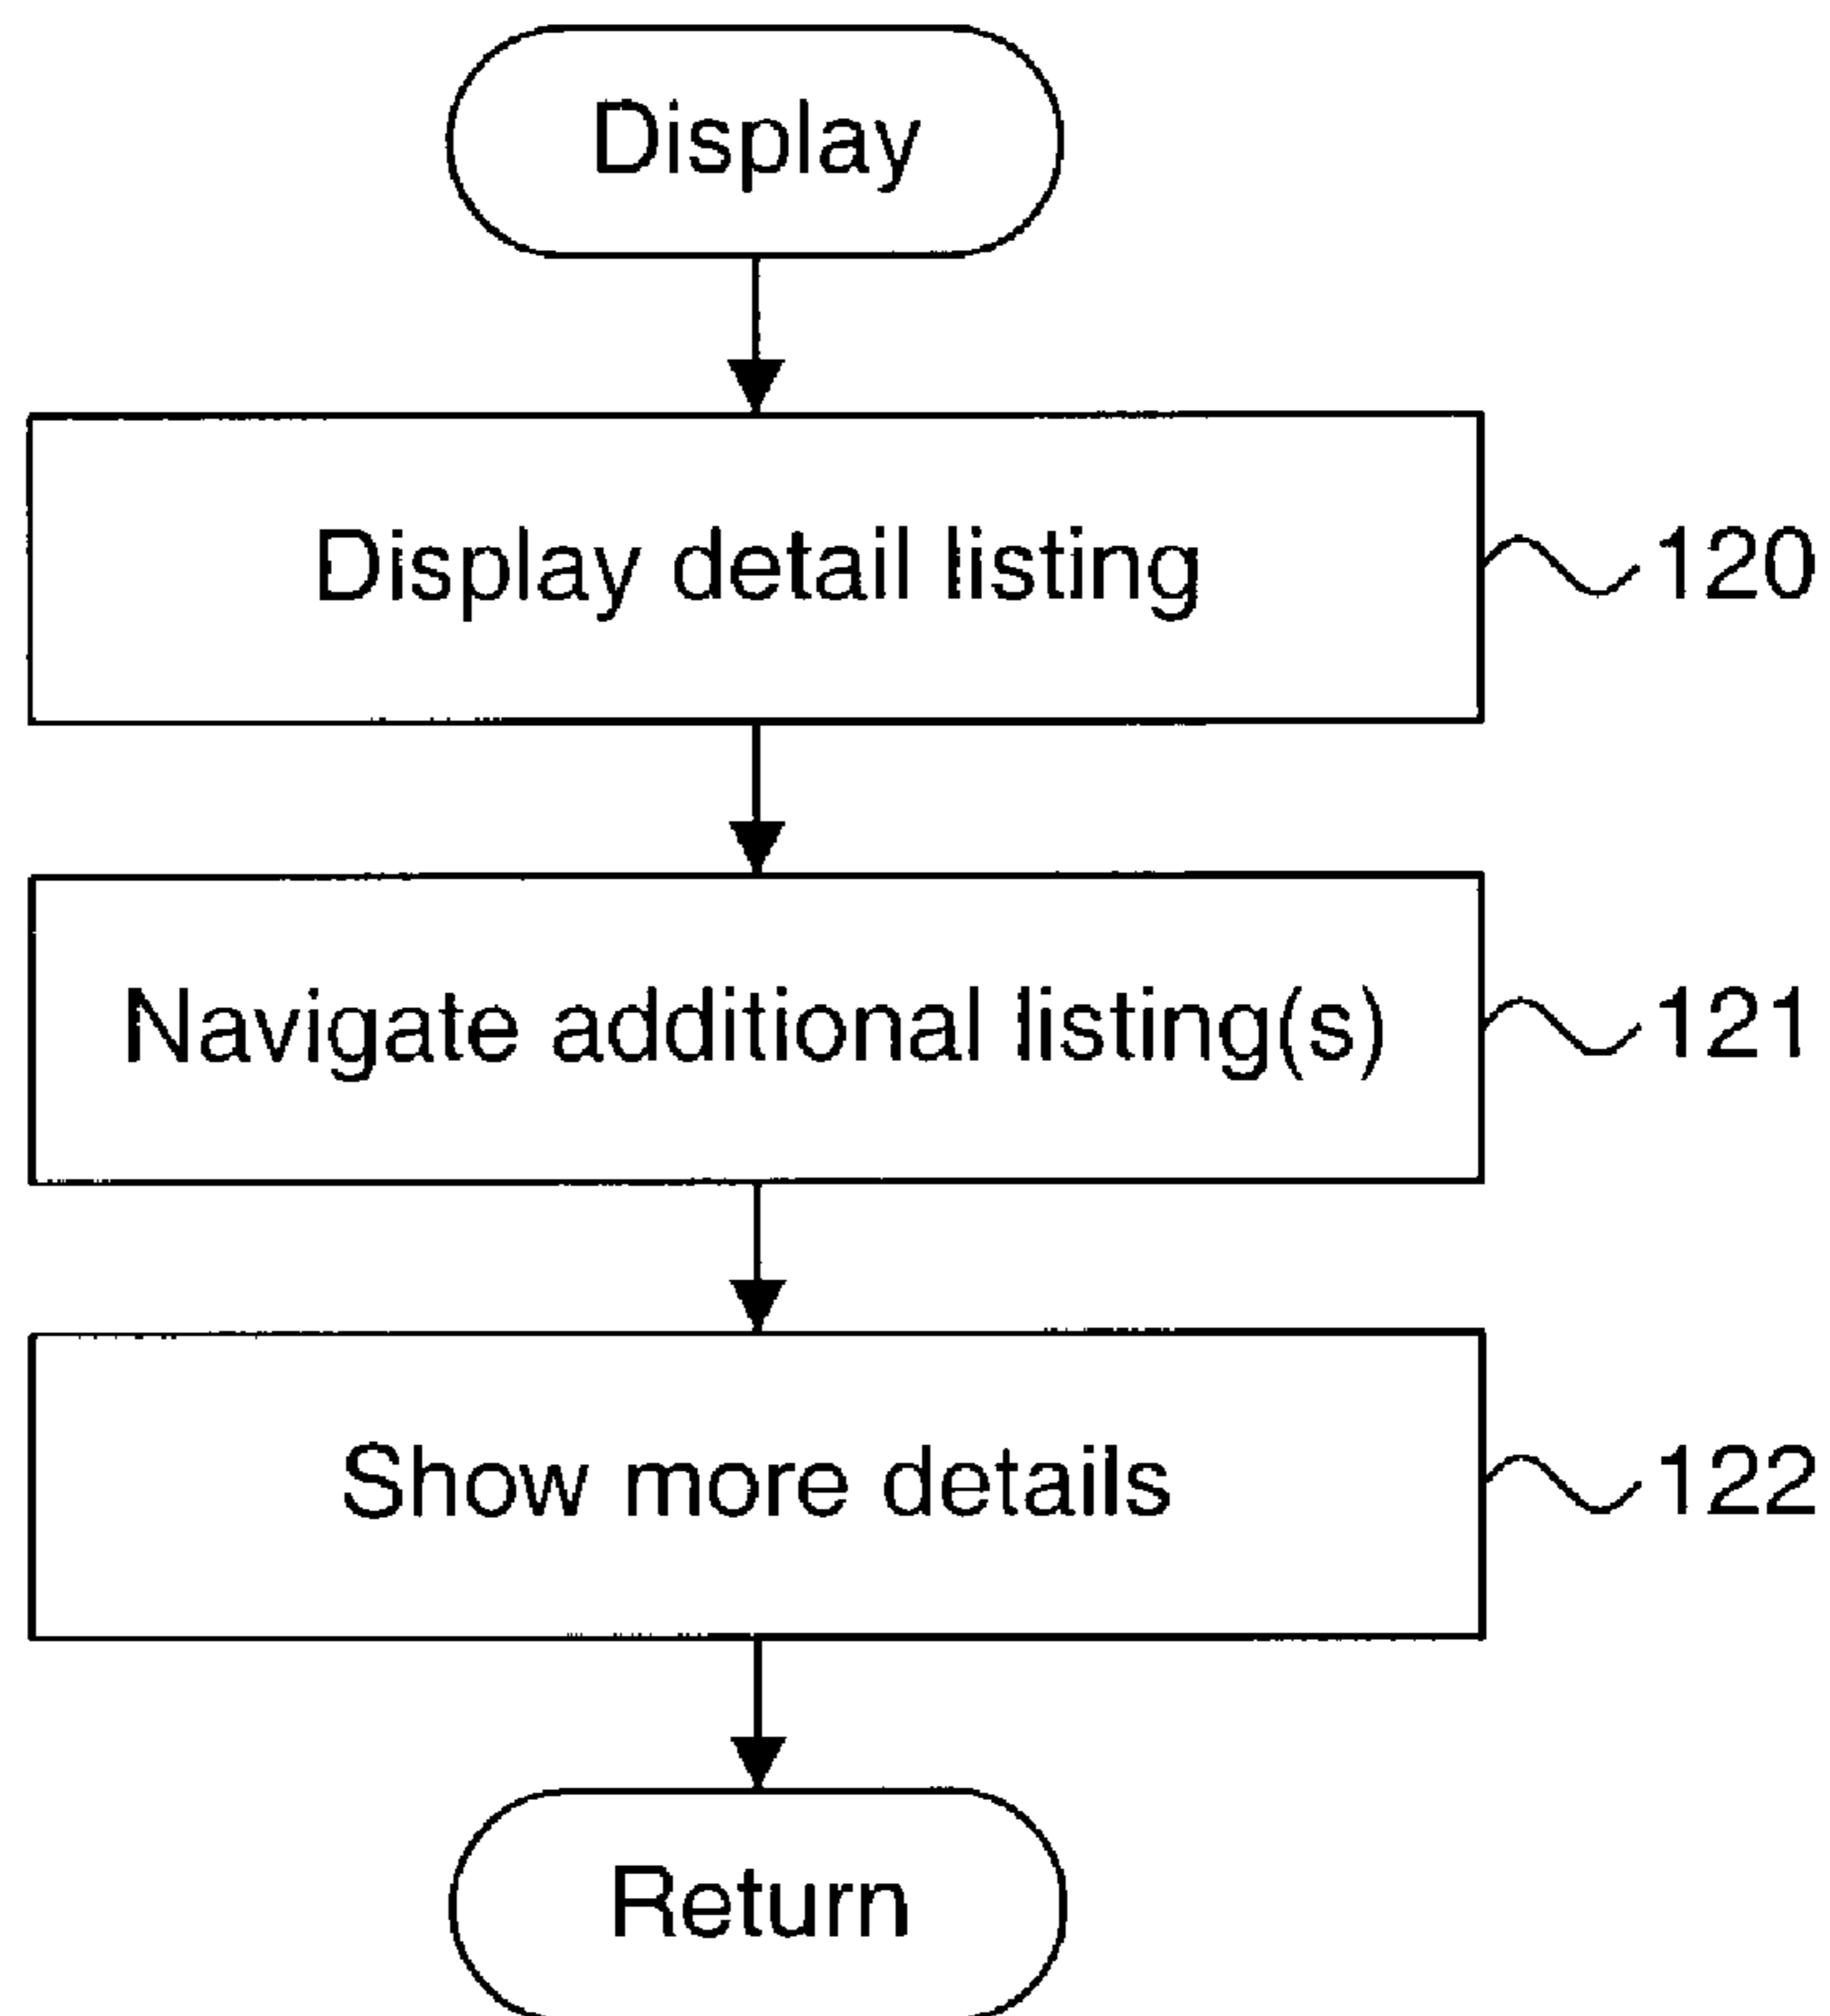 Display
Display detail listing
120
Navigate additional listing(s)
121
Show more details
122
Return